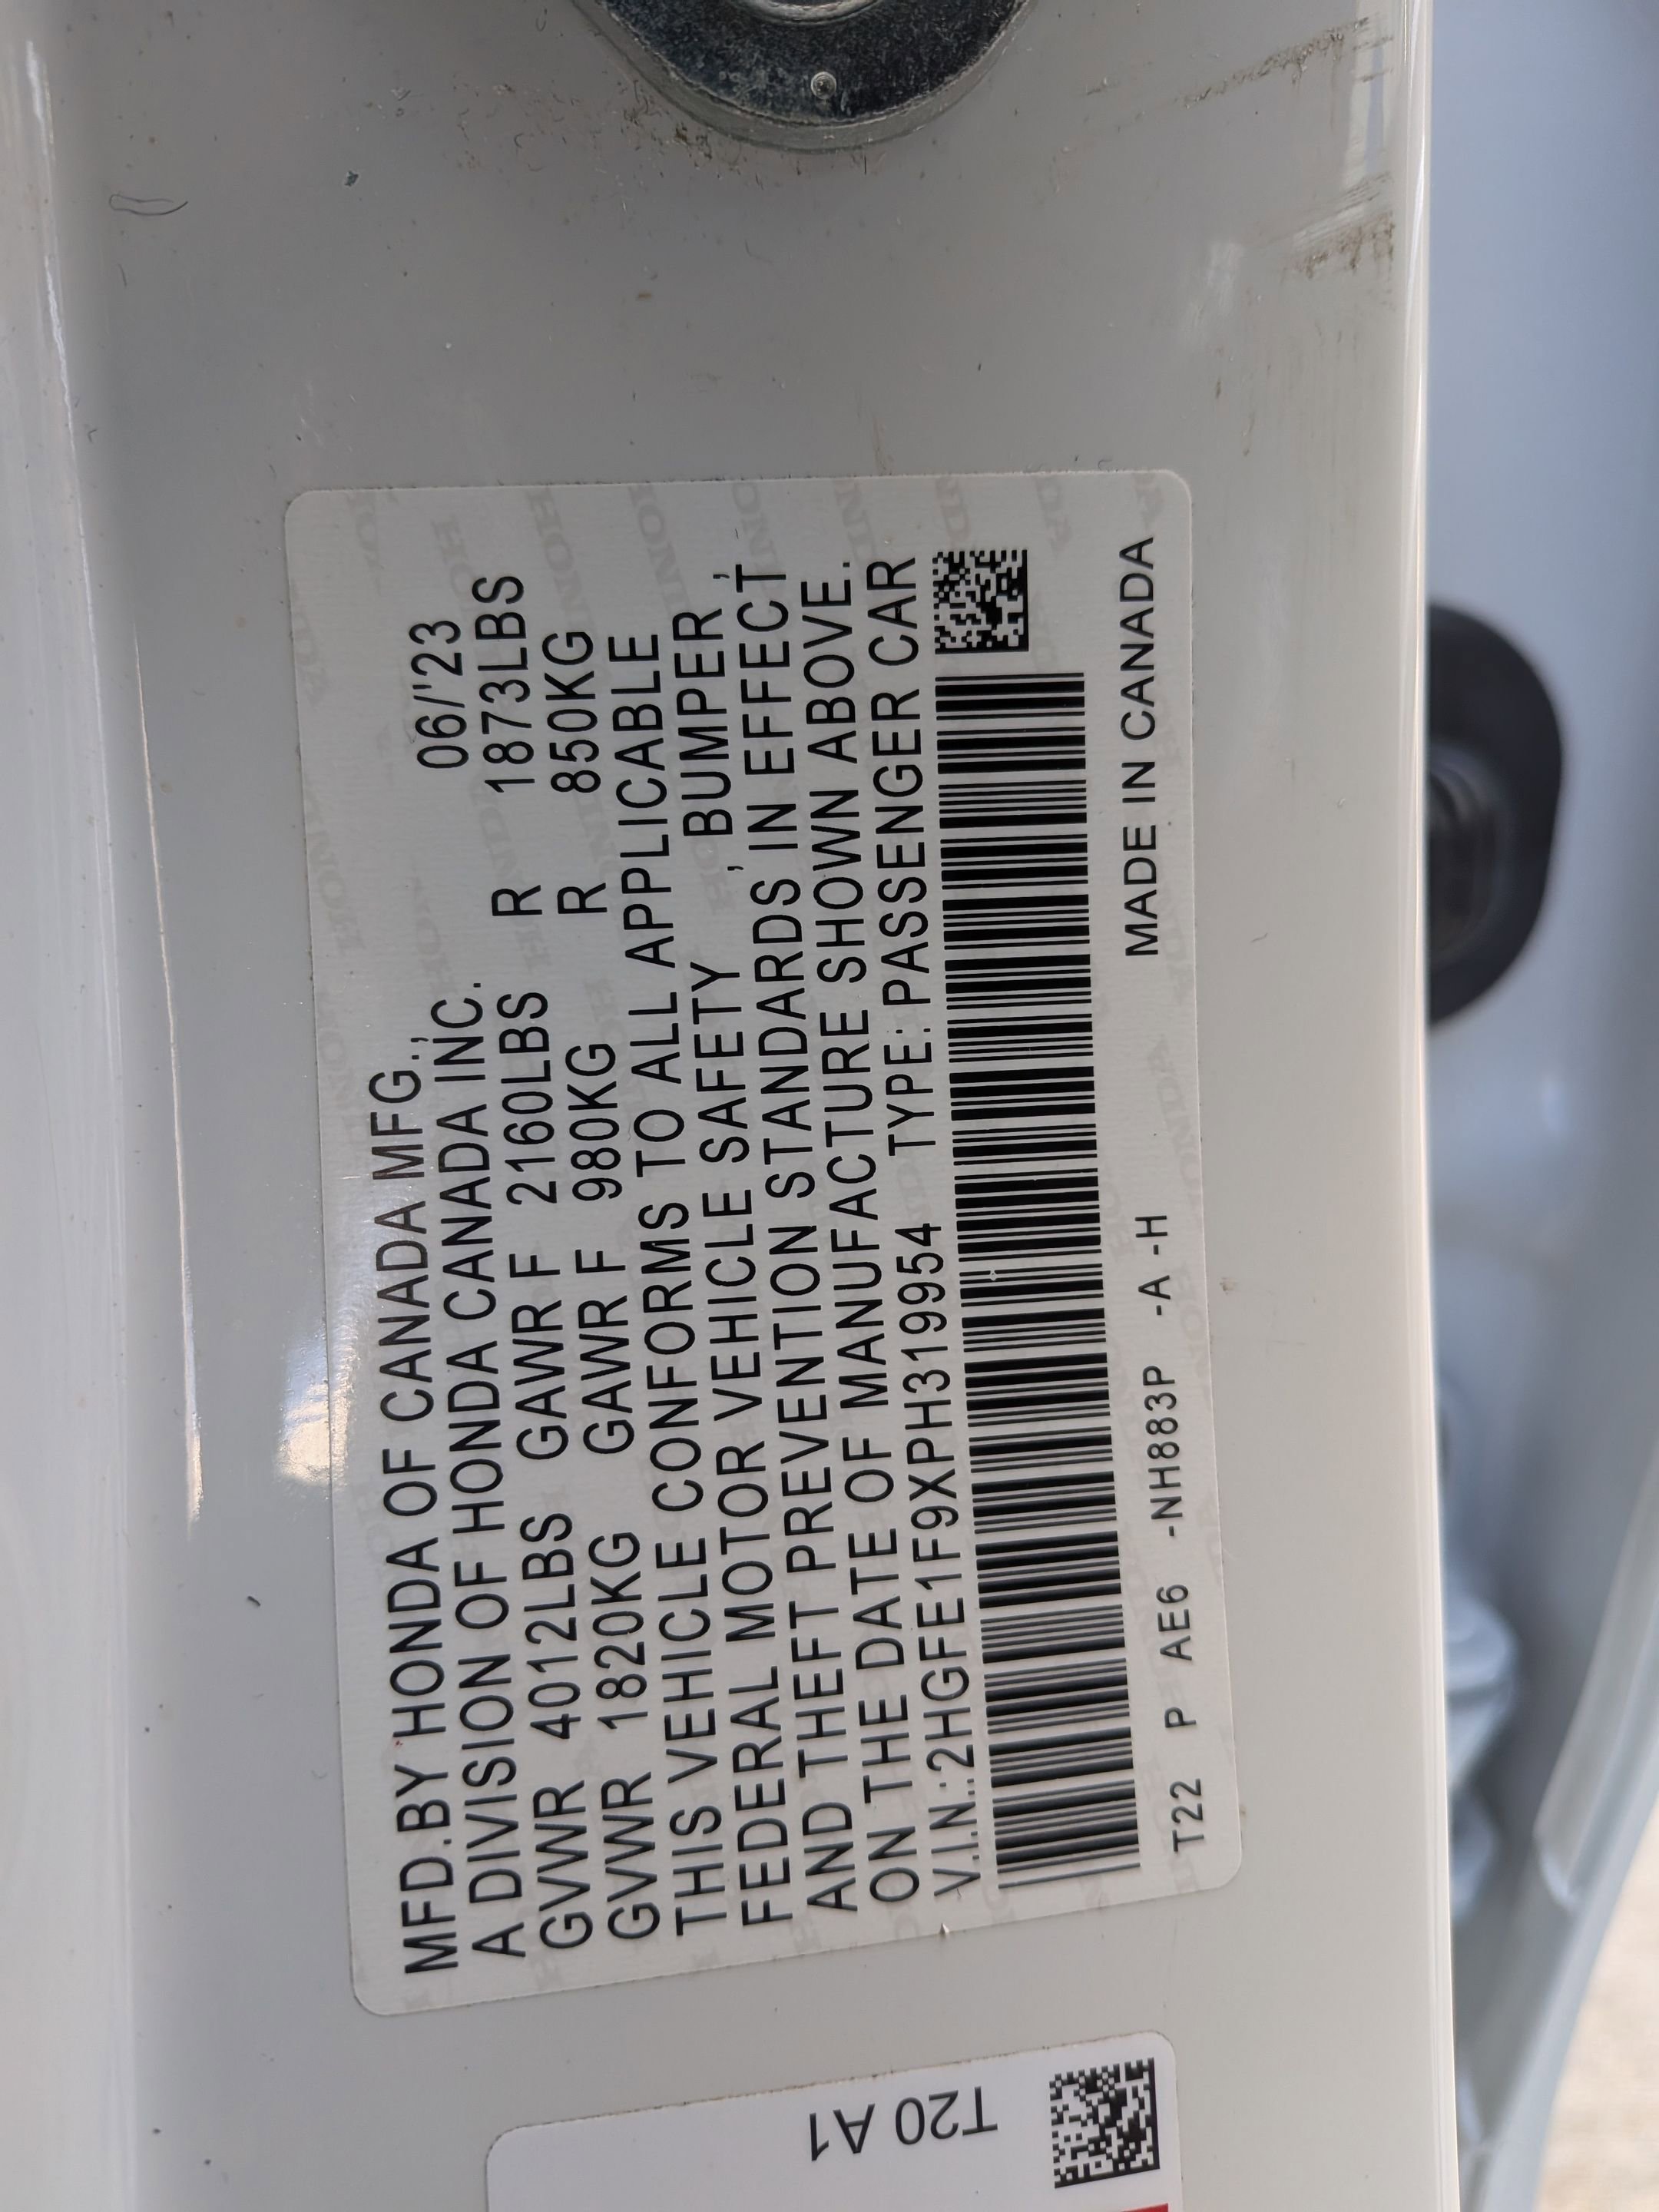 MFD.BY HONDA OF CANADA MFG.,
A DIVISION OF HONDA CANADA INC. 06/'23
GVWR 4012LBS GAWR F 2160LBS R 1873LBS
GVWR 1820KG GAWR F 980KG R 850KG
THIS VEHICLE CONFORMS TO ALL APPLICABLE
FEDERAL MOTOR VEHICLE SAFETY , BUMPER ,
AND THEFT PREVENTION STANDARDS IN EFFECT
ON THE DATE OF MANUFACTURE SHOWN ABOVE.
V.I.N.:2HGFE1F9XPH319954 TYPE:PASSENGER CAR
T22 P AE6 -NH883P -A -H MADE IN CANADA
T20 A1